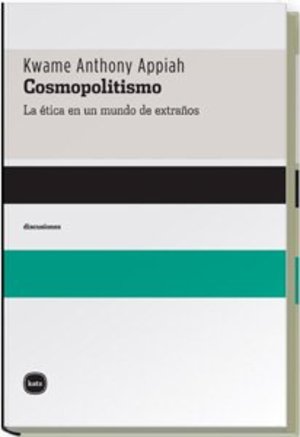 Kwame Anthony Appiah
Cosmopolitismo
La ética en un mundo de extraños
discusiones
katz